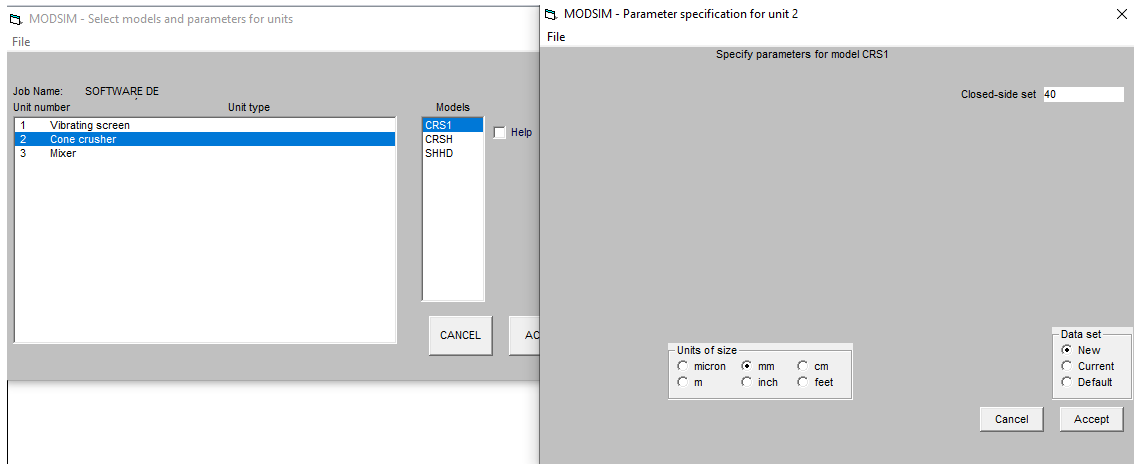 MODSIM - Select models and parameters for units
File
Job Name: SOFTWARE DE
Unit number Unit type Models
1 Vibrating screen
2 Cone crusher
3 Mixer
CRS1
CRSH
SHHD
Help
CANCEL
AC
MODSIM - Parameter specification for unit 2
File
Specify parameters for model CRS1
Closed-side set 40
Units of size
micron mm cm
m inch feet
Data set
New
Current
Default
Cancel Accept